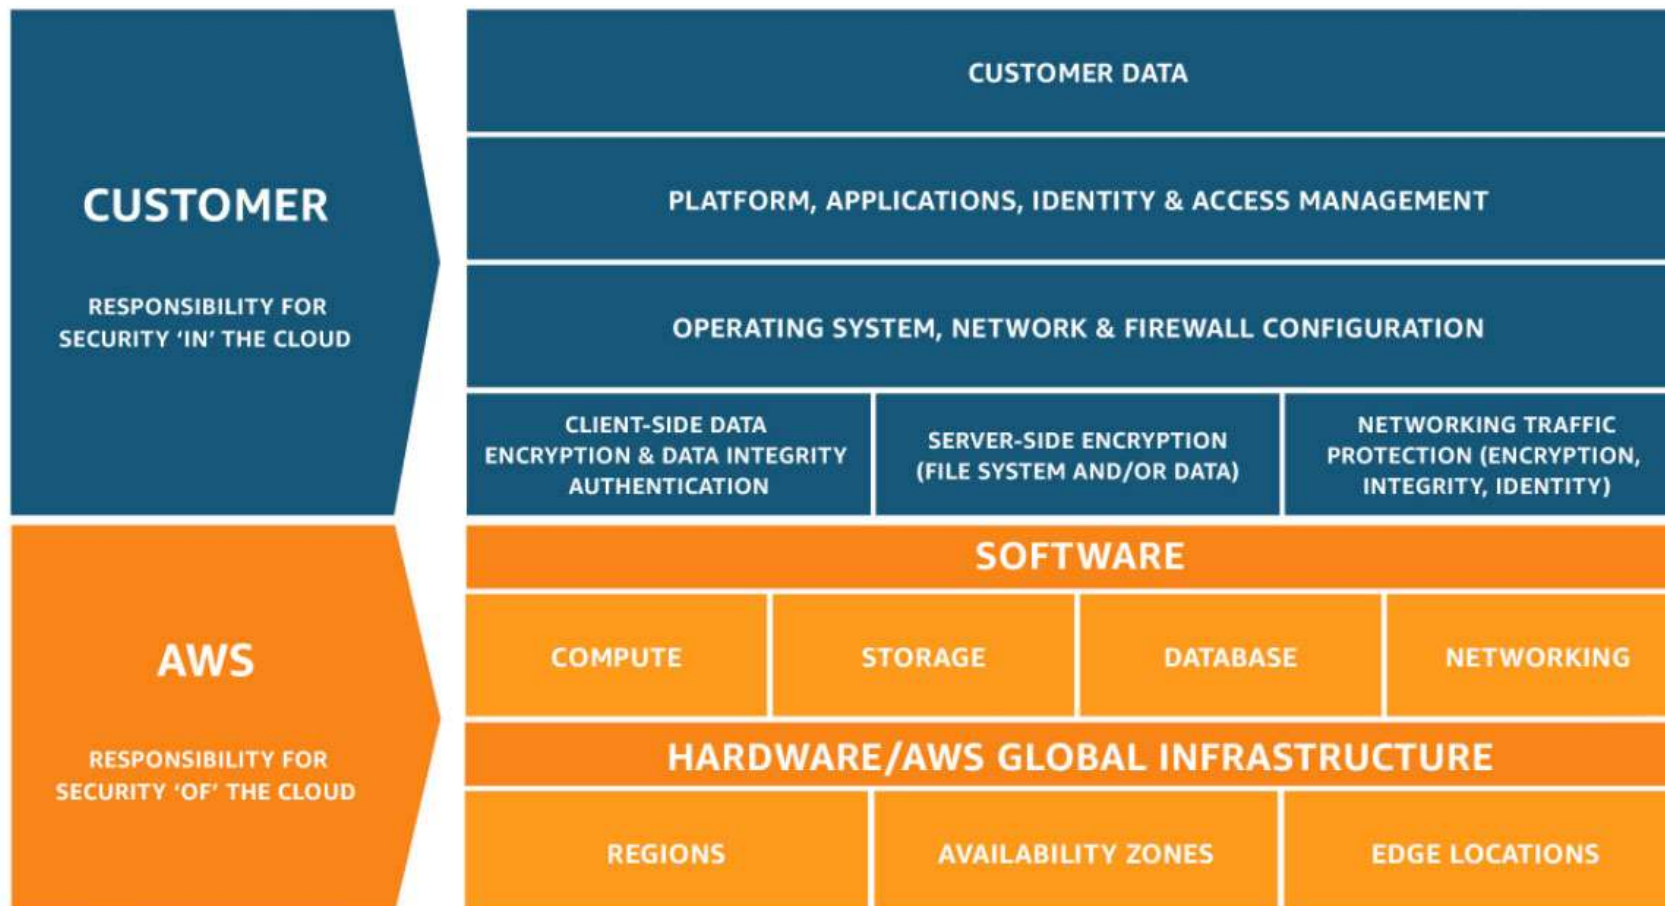 CUSTOMER
RESPONSIBILITY FOR
SECURITY ‘IN’ THE CLOUD
CUSTOMER DATA
PLATFORM, APPLICATIONS, IDENTITY & ACCESS MANAGEMENT
OPERATING SYSTEM, NETWORK & FIREWALL CONFIGURATION
CLIENT-SIDE DATA
ENCRYPTION & DATA INTEGRITY
AUTHENTICATION
SERVER-SIDE ENCRYPTION
(FILE SYSTEM AND/OR DATA)
NETWORKING TRAFFIC
PROTECTION (ENCRYPTION,
INTEGRITY, IDENTITY)
AWS
RESPONSIBILITY FOR
SECURITY ‘OF’ THE CLOUD
SOFTWARE
COMPUTE
STORAGE
DATABASE
NETWORKING
HARDWARE/AWS GLOBAL INFRASTRUCTURE
REGIONS
AVAILABILITY ZONES
EDGE LOCATIONS